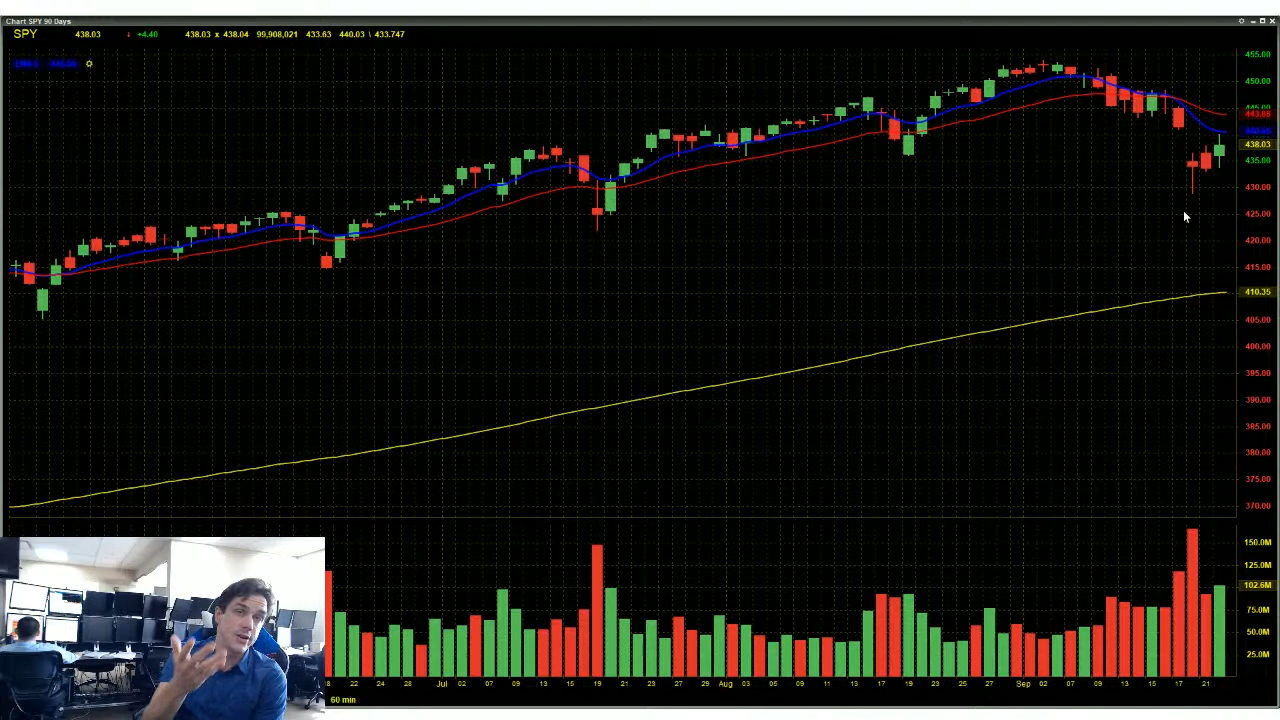 Chart SPY 90 Days
SPY 438.03 ↓ +4.40 438.03 x 438.04 99,908,021 433.63 440.03 \ 433.747
455.00
450.00
445.00
443.88
438.03
435.00
430.00
425.00
420.00
415.00
410.35
405.00
400.00
395.00
390.00
385.00
380.00
375.00
370.00
150.0M
125.0M
102.6M
75.0M
50.0M
25.0M
18 22 24 28 Jul 02 07 09 13 15 19 21 23 27 29 Aug 03 05 09 11 13 17 19 23 25 27 Sep 02 07 09 13 15 17 21
60 min